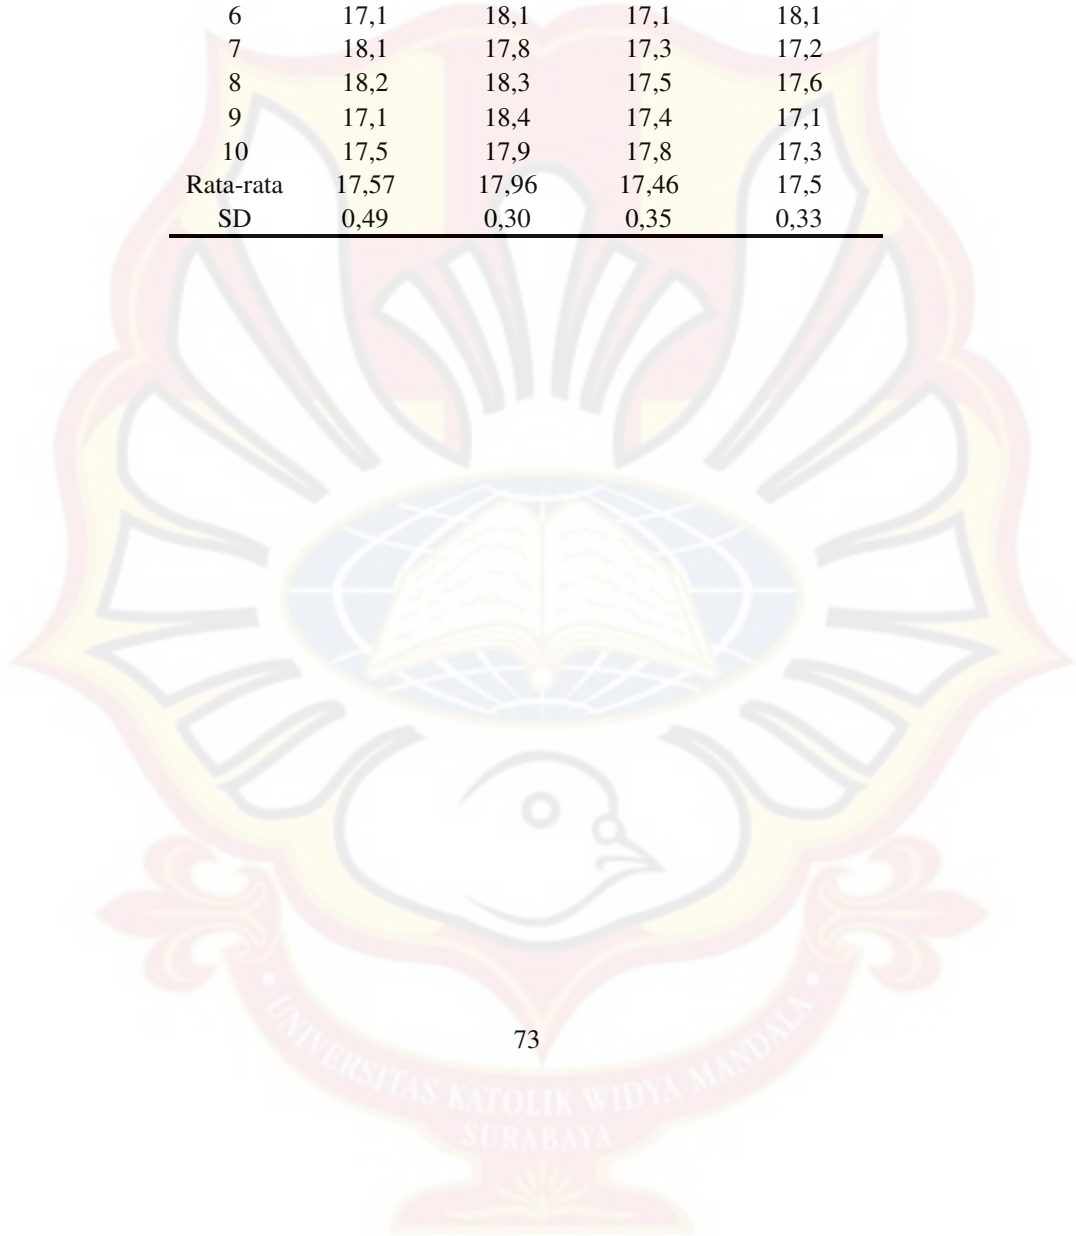 6 17,1 18,1 17,1 18,1
7 18,1 17,8 17,3 17,2
8 18,2 18,3 17,5 17,6
9 17,1 18,4 17,4 17,1
10 17,5 17,9 17,8 17,3
Rata-rata 17,57 17,96 17,46 17,5
SD 0,49 0,30 0,35 0,33
73
• UNIVERSITAS KATOLIK WIDYA MANDALA •
SURABAYA